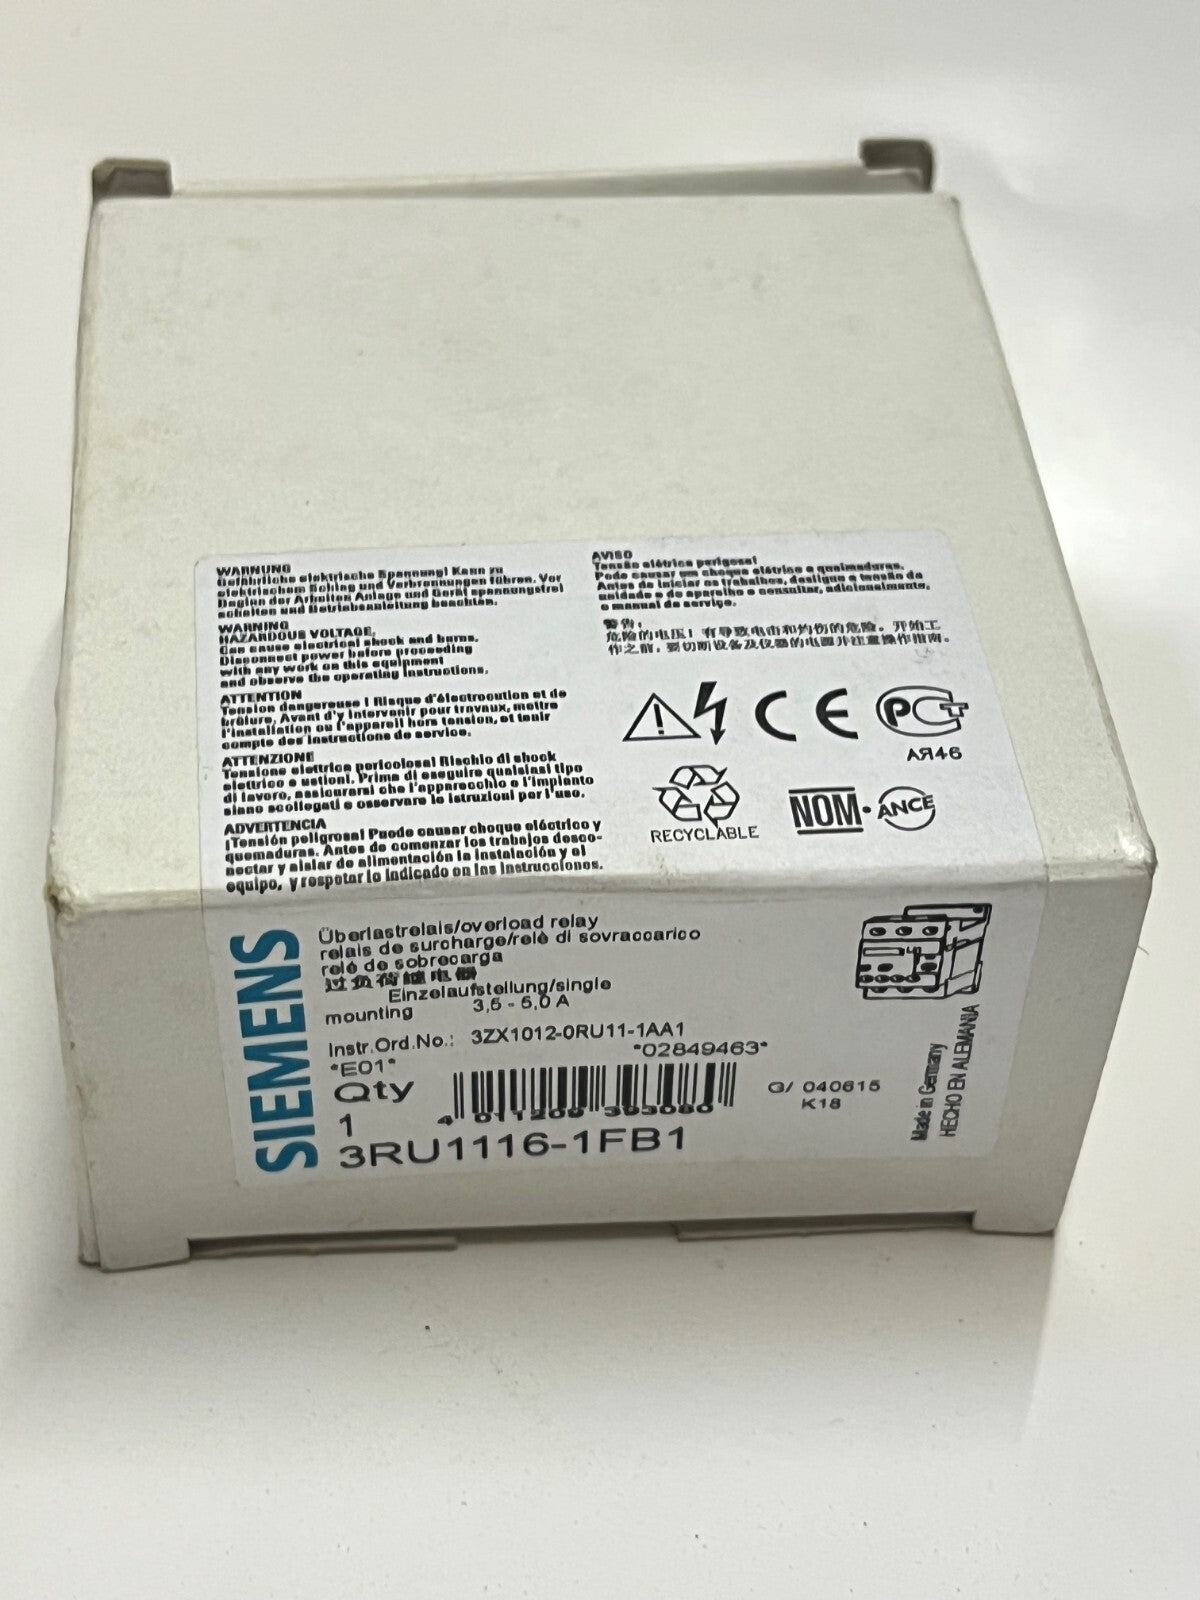 WARNUNG
Gefährliche elektrische Spannung! Kann zu
elektrischem Schlag und Verbrennungen führen. Vor
Beginn der Arbeiten Anlage und Gerät spannungsfrei
schalten und Betriebsanleitung beachten.
WARNING
HAZARDOUS VOLTAGE.
Can cause electrical shock and burns.
Disconnect power before proceeding
with any work on this equipment
and observe the operating instructions.
ATTENTION
Tension dangereuse ! Risque d'électrocution et de
brûlure. Avant d'y intervenir pour travaux, mettre
l'installation ou l'appareil hors tension, et tenir
compte des instructions de service.
ATTENZIONE
Tensione elettrica pericolosa! Rischio di shock
elettrico e ustioni. Prima di eseguire qualsiasi tipo
di lavoro, assicurarsi che l'apparecchio o l'impianto
siano scollegati e osservare le istruzioni per l'uso.
ADVERTENCIA
¡Tensión peligrosa! Puede causar choque eléctrico y
quemaduras. Antes de comenzar los trabajos desco-
nectar y aislar de alimentación la instalación y el
equipo, y respetar lo indicado en las Instrucciones.
AVISO
Tensão elétrica perigosa!
Pode causar um choque elétrico e queimaduras.
Antes de iniciar os trabalhos, desligue a tensão da
unidade e do aparelho e consultar, adicionalmente,
o manual de serviço.
警告:
危险的电压! 有导致电击和灼伤的危险。开始工
作之前, 要切断设备及仪器的电源并注意操作指南。
CE
PCT
АЯ46
RECYCLABLE
NOM-ANCE
SIEMENS
Überlastrelais/overload relay
relais de surcharge/relè di sovraccarico
relé de sobrecarga
过负荷继电器
Einzelaufstellung/single
mounting 3,5 - 5,0 A
Instr.Ord.No.: 3ZX1012-0RU11-1AA1
*E01* *02849463*
Qty
1
4 011209 393080
G/ 040615
K18
3RU1116-1FB1
Made in Germany
HECHO EN ALEMANIA